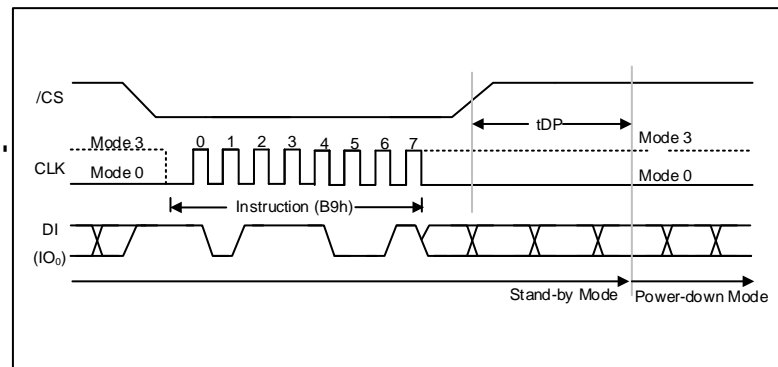 /CS
tDP
Mode 3 0 1 2 3 4 5 6 7 Mode 3
CLK Mode 0 Mode 0
Instruction (B9h)
DI
(IO₀)
Stand-by Mode Power-down Mode